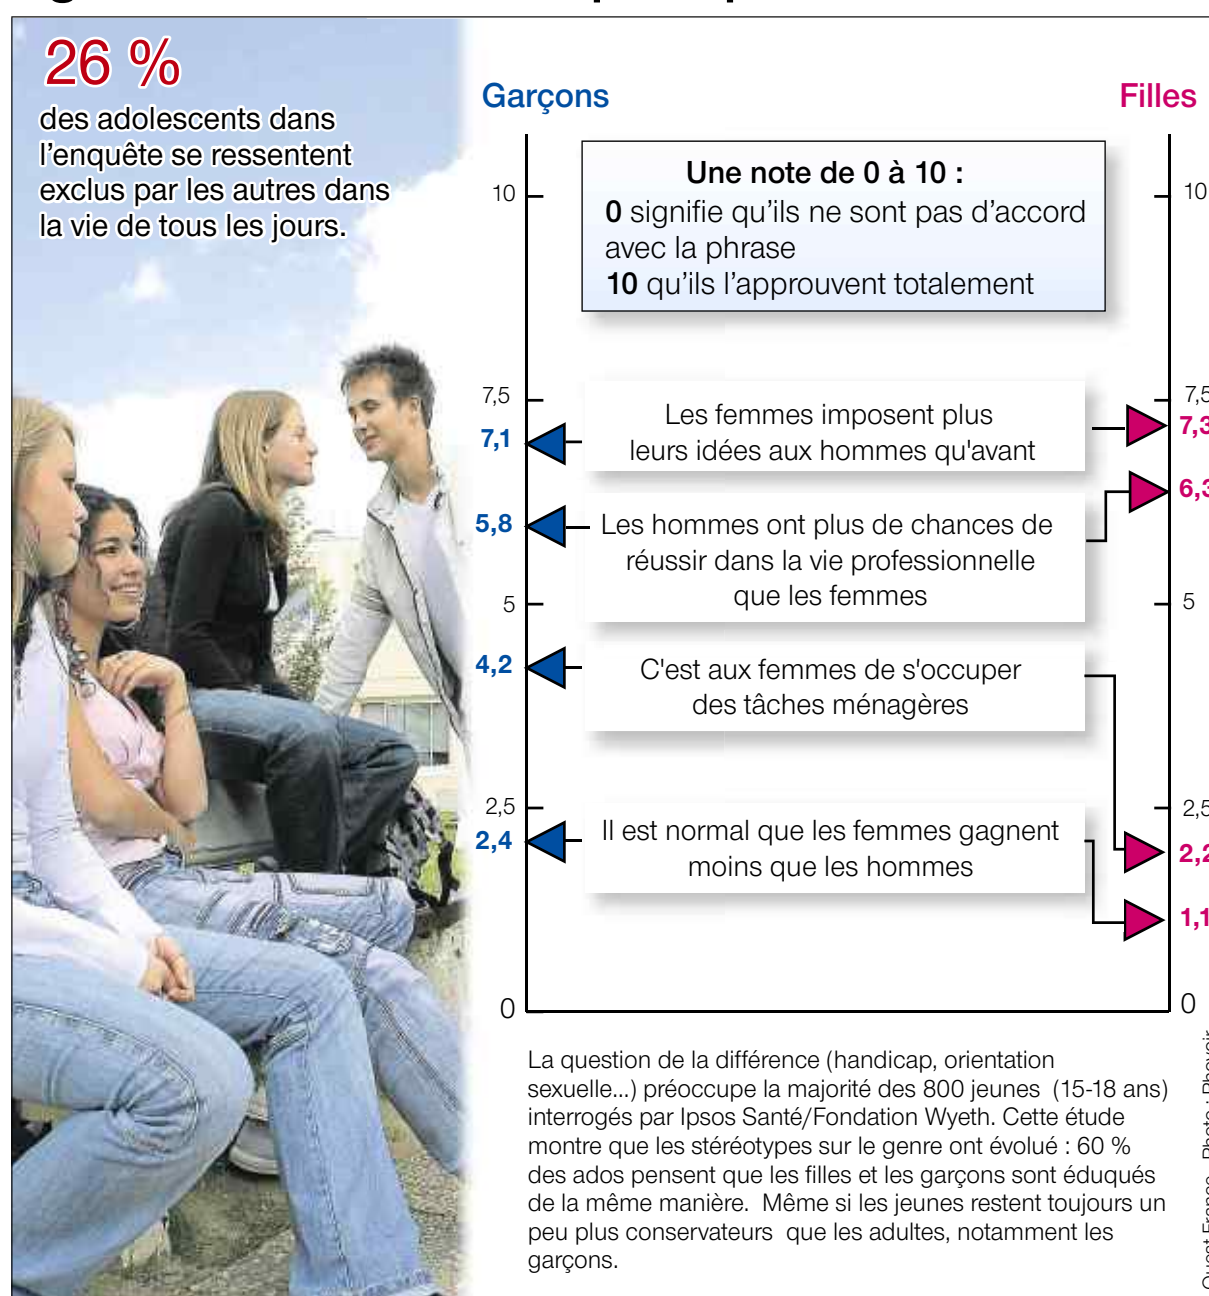 26 %
des adolescents dans
l'enquête se ressentent
exclus par les autres dans
la vie de tous les jours.
Garçons
Filles
Une note de 0 à 10 :
0 signifie qu'ils ne sont pas d'accord
avec la phrase
10 qu'ils l'approuvent totalement
10
10
7,5
7,5
7,1
Les femmes imposent plus
leurs idées aux hommes qu'avant
7,3
5,8
Les hommes ont plus de chances de
réussir dans la vie professionnelle
que les femmes
6,3
5
5
4,2
C'est aux femmes de s'occuper
des tâches ménagères
2,5
2,5
2,4
Il est normal que les femmes gagnent
moins que les hommes
2,2
1,1
0
0
La question de la différence (handicap, orientation
sexuelle...) préoccupe la majorité des 800 jeunes (15-18 ans)
interrogés par Ipsos Santé/Fondation Wyeth. Cette étude
montre que les stéréotypes sur le genre ont évolué : 60 %
des ados pensent que les filles et les garçons sont éduqués
de la même manière. Même si les jeunes restent toujours un
peu plus conservateurs que les adultes, notamment les
garçons.